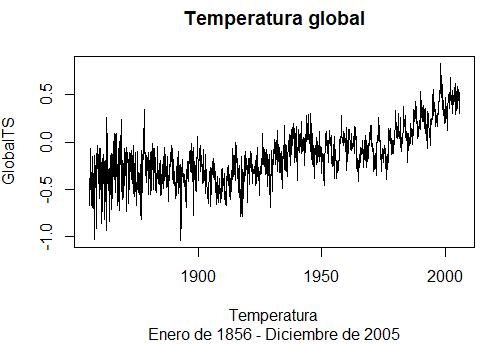 Temperatura global
GlobalTS
0.5
0.0
-0.5
-1.0
1900
1950
2000
Temperatura
Enero de 1856 - Diciembre de 2005